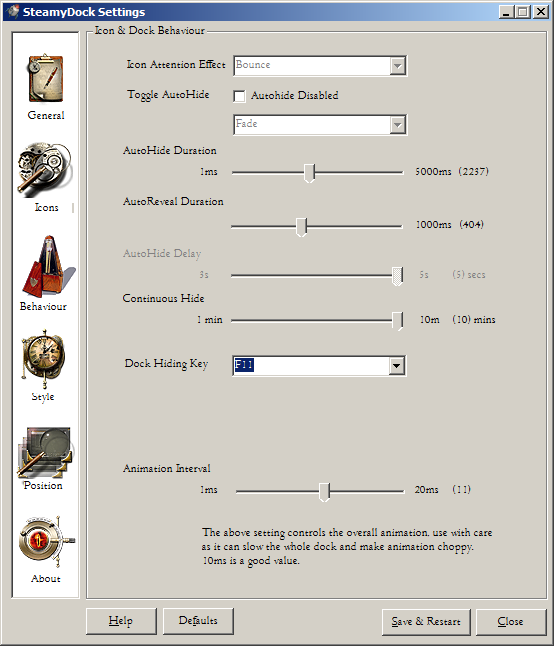 SteamyDock Settings
Icon & Dock Behaviour
General
Icons
Behaviour
Style
Position
About
Icon Attention Effect Bounce
Toggle AutoHide Autohide Disabled
Fade
AutoHide Duration
1ms 5000ms (2237)
AutoReveal Duration
1000ms (404)
AutoHide Delay
3s 5s (5) secs
Continuous Hide
1 min 10m (10) mins
Dock Hiding Key F11
Animation Interval
1ms 20ms (11)
The above setting controls the overall animation, use with care
as it can slow the whole dock and make animation choppy.
10ms is a good value.
Help Defaults Save & Restart Close